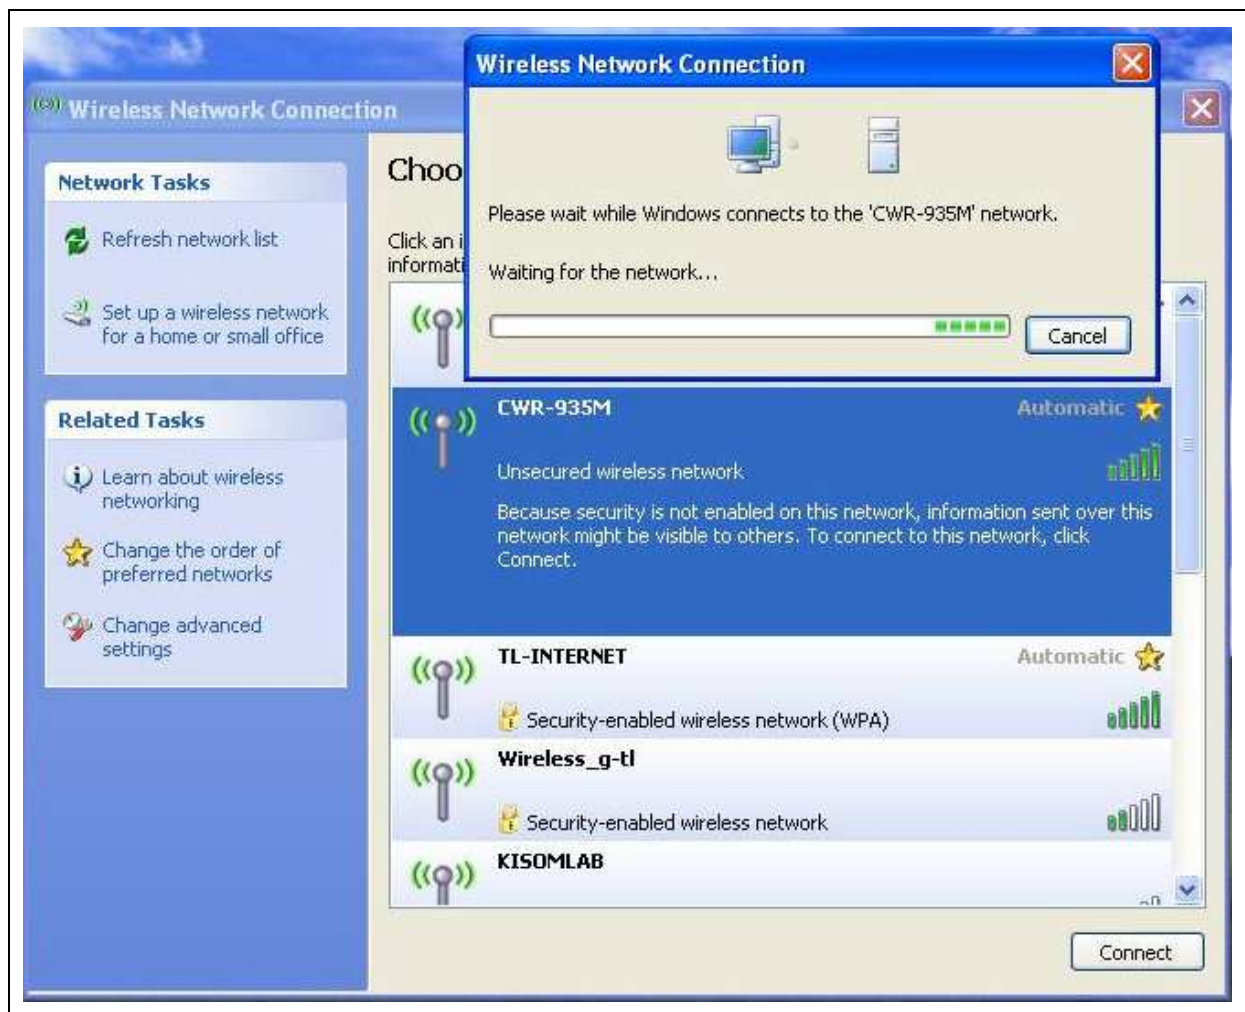 Wireless Network Connection
Wireless Network Connection
Please wait while Windows connects to the 'CWR-935M' network.
Waiting for the network...
Cancel
Network Tasks
Refresh network list
Set up a wireless network
for a home or small office
Related Tasks
Learn about wireless
networking
Change the order of
preferred networks
Change advanced
settings
Choo
Click an i
informati
CWR-935M
Automatic
Unsecured wireless network
Because security is not enabled on this network, information sent over this
network might be visible to others. To connect to this network, click
Connect.
TL-INTERNET
Automatic
Security-enabled wireless network (WPA)
Wireless_g-tl
Security-enabled wireless network
KISOMLAB
Connect